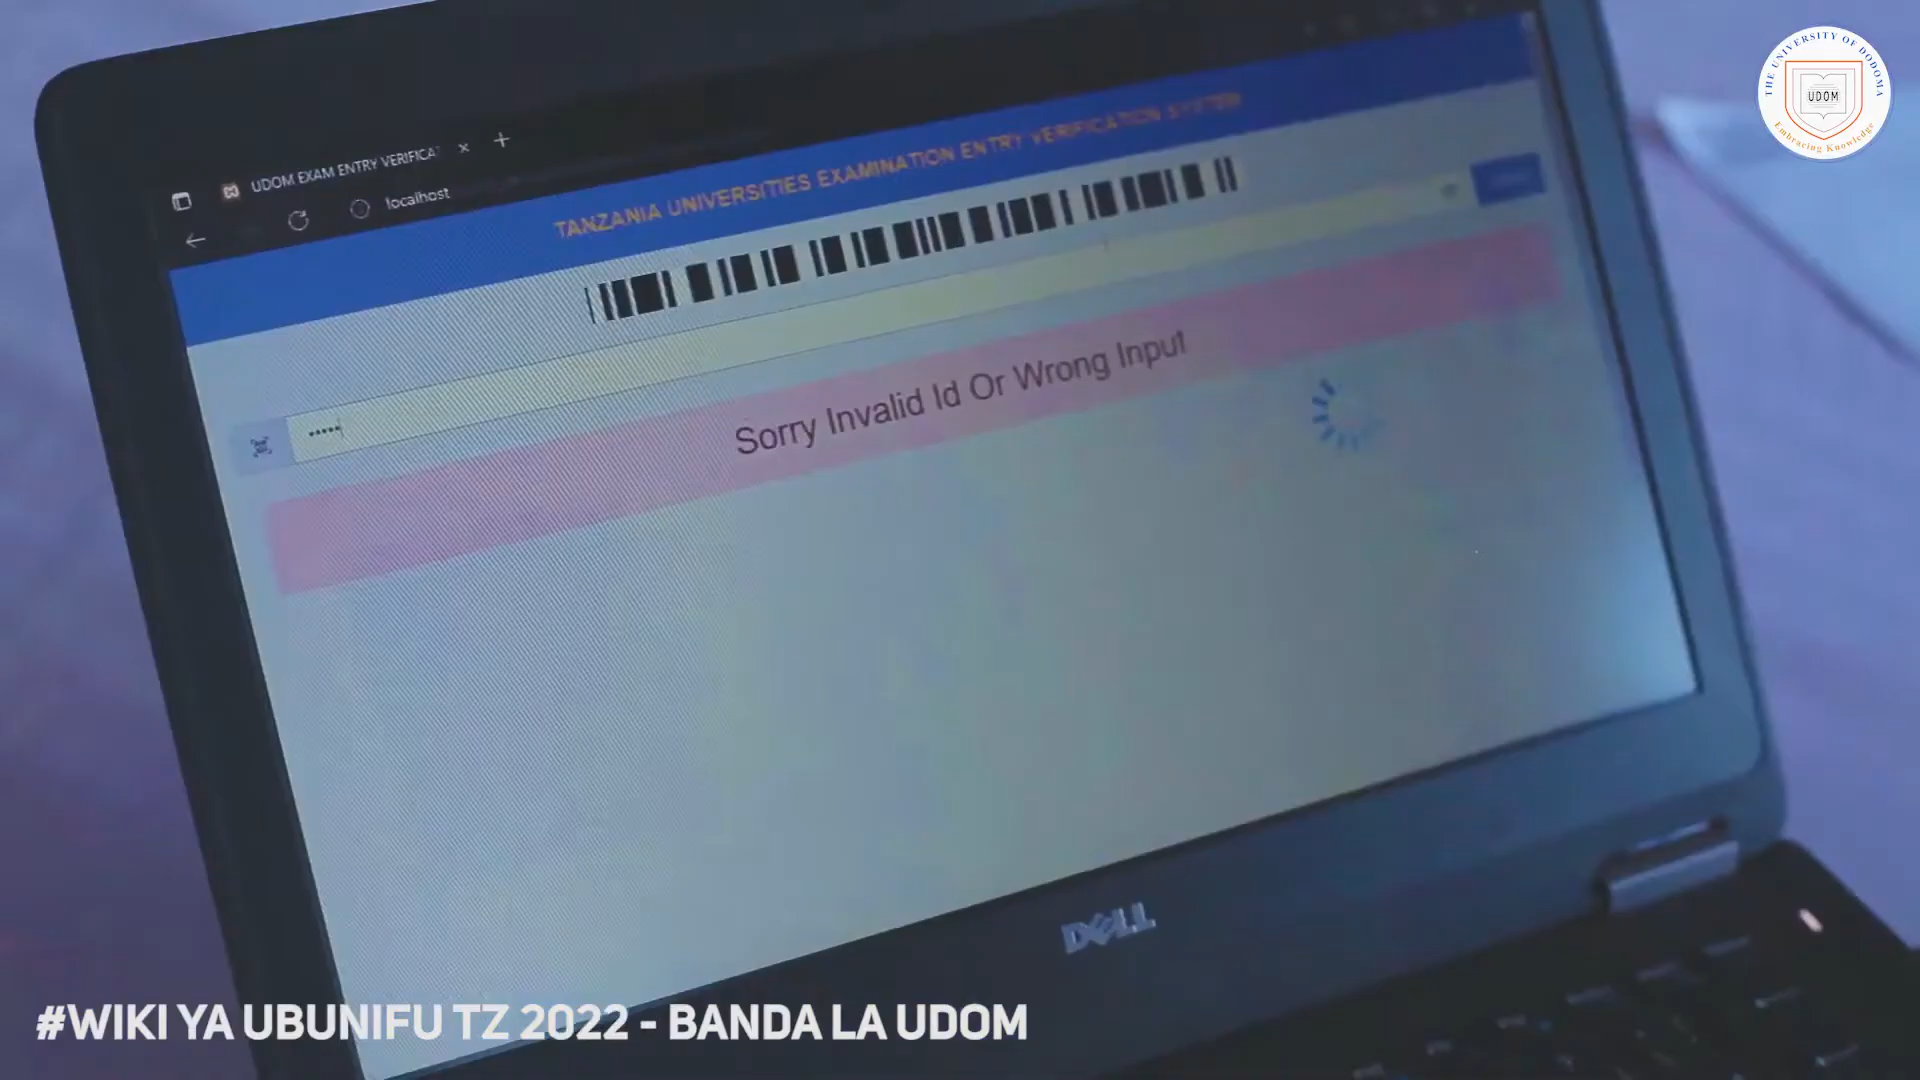 UDOM EXAM ENTRY VERIFICA
localhost
TANZANIA UNIVERSITIES EXAMINATION ENTRY VERIFICATION SYSTEM
Sorry Invalid Id Or Wrong Input
DELL
THE UNIVERSITY OF DODOMA
UDOM
Embracing Knowledge
#WIKI YA UBUNIFU TZ 2022 - BANDA LA UDOM